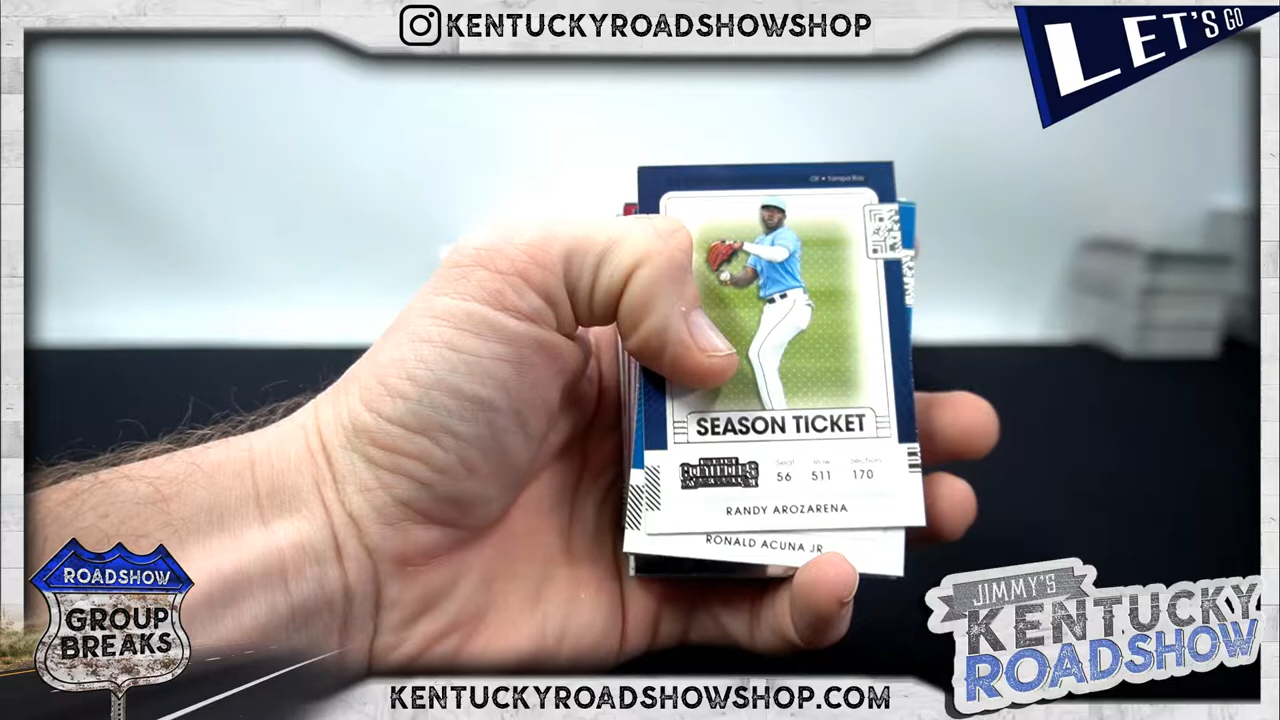 KENTUCKYROADSHOWSHOP
LET'S GO
OF • Tampa Bay
SEASON TICKET
CONTENDERS
Seat Row Section
56 511 170
RANDY AROZARENA
RONALD ACUNA JR.
ROADSHOW
GROUP
BREAKS
JIMMY'S
KENTUCKY
ROADSHOW
KENTUCKYROADSHOWSHOP.COM